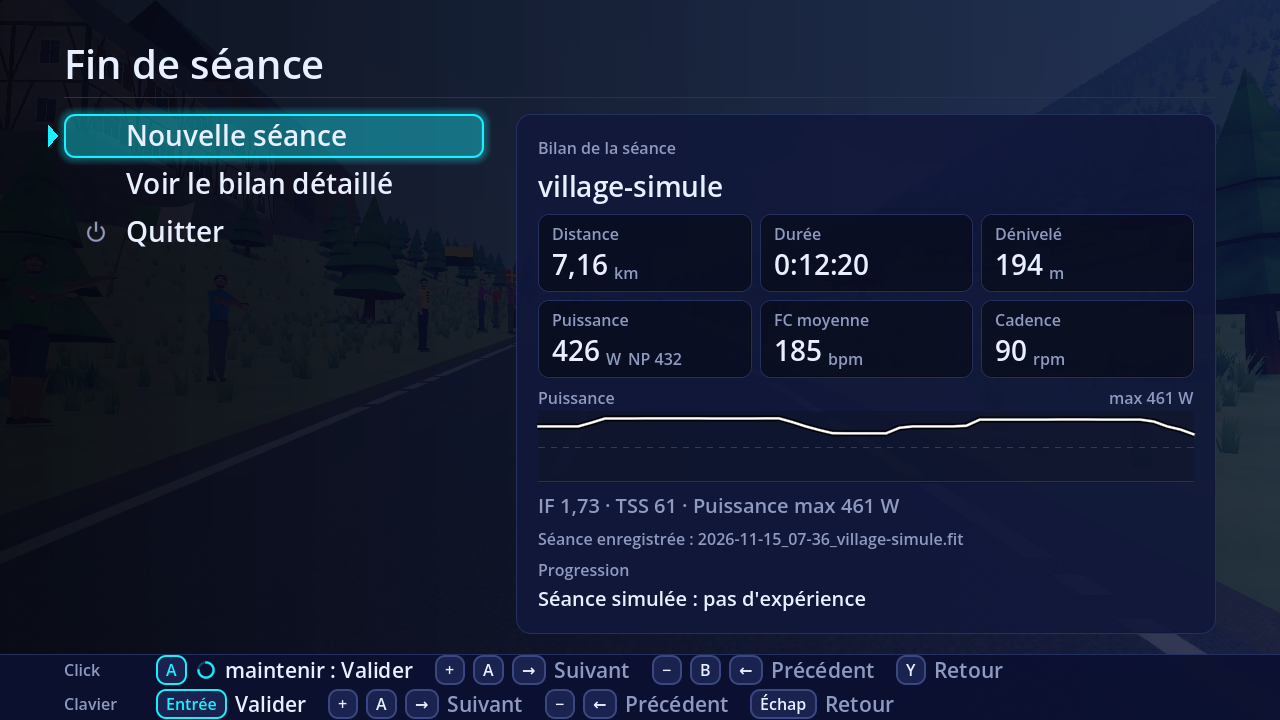 Fin de séance
Nouvelle séance
Voir le bilan détaillé
Quitter
Bilan de la séance
village-simule
Distance
7,16 km
Durée
0:12:20
Dénivelé
194 m
Puissance
426 W NP 432
FC moyenne
185 bpm
Cadence
90 rpm
Puissance max 461 W
IF 1,73 · TSS 61 · Puissance max 461 W
Séance enregistrée : 2026-11-15_07-36_village-simule.fit
Progression
Séance simulée : pas d'expérience
Click A maintenir : Valider + A → Suivant − B ← Précédent Y Retour
Clavier Entrée Valider + A → Suivant − ← Précédent Échap Retour